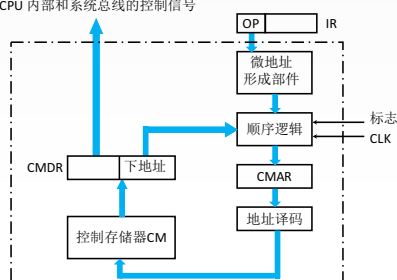 CPU 内部和系统总线的控制信号
OP
IR
微地址
形成部件
顺序逻辑
标志
CLK
CMDR
下地址
CMAR
地址译码
控制存储器CM